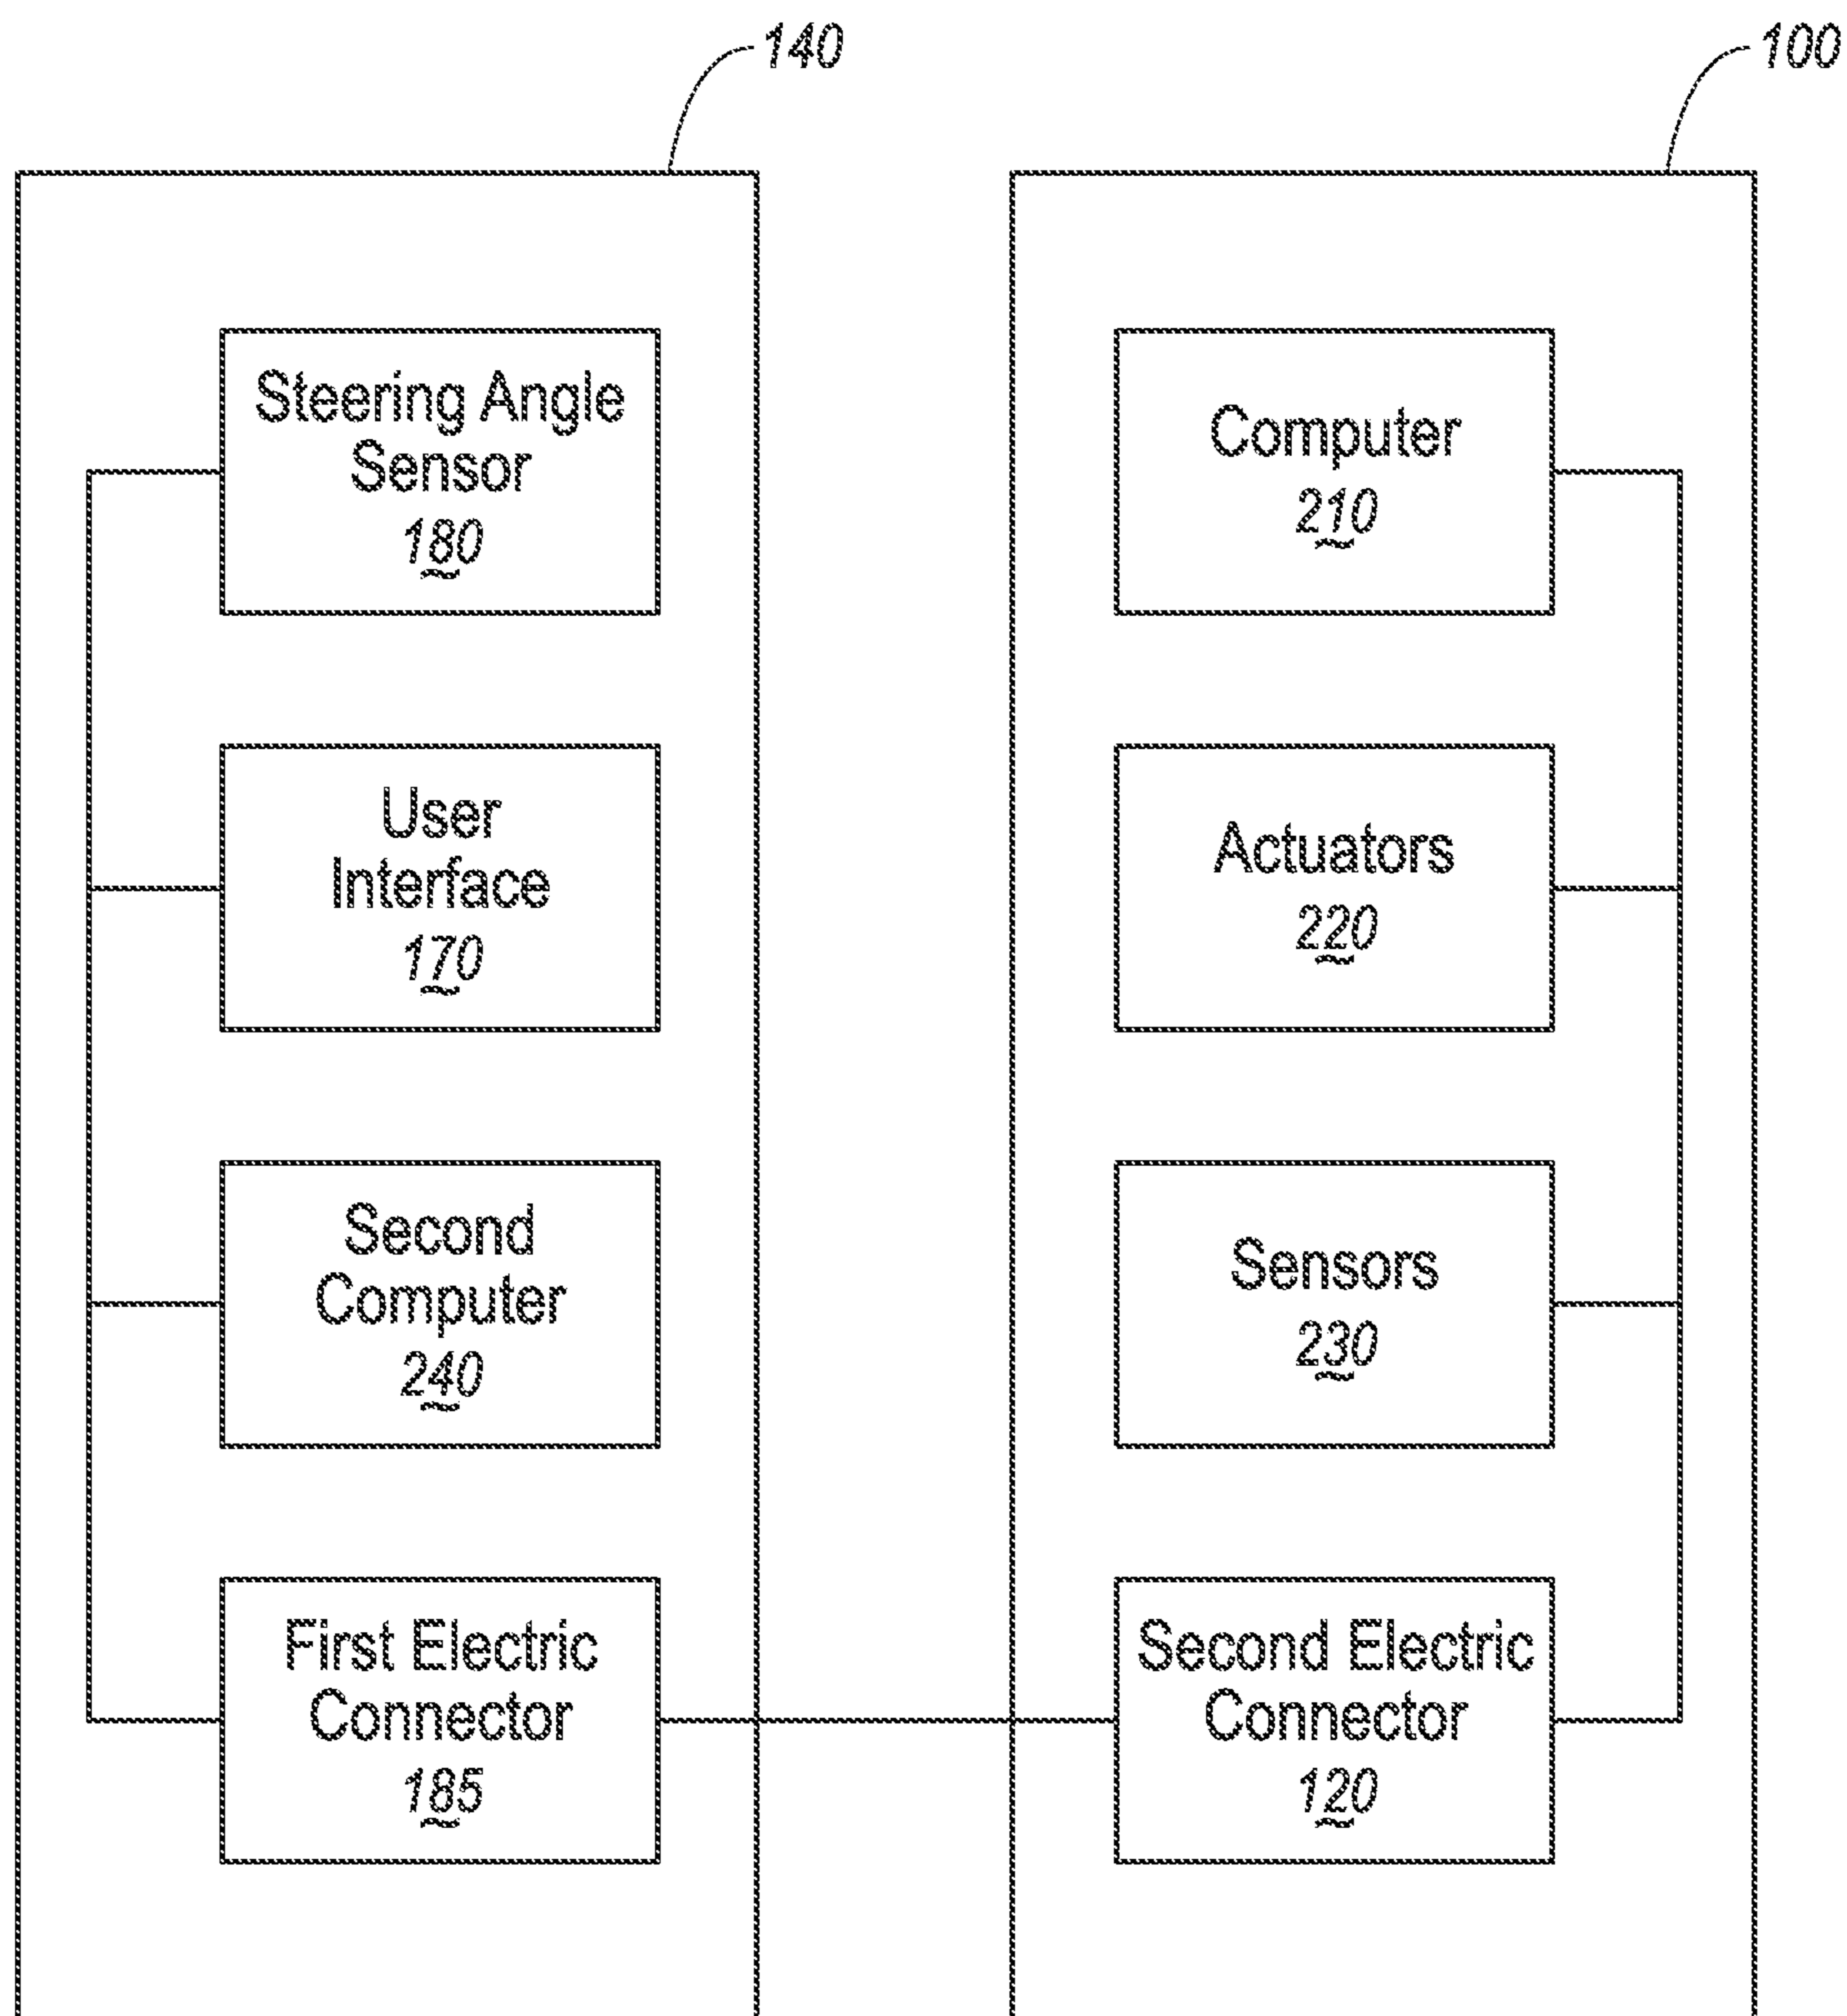 140
100
Steering Angle
Sensor
180
User
Interface
170
Second
Computer
240
First Electric
Connector
185
Computer
210
Actuators
220
Sensors
230
Second Electric
Connector
120